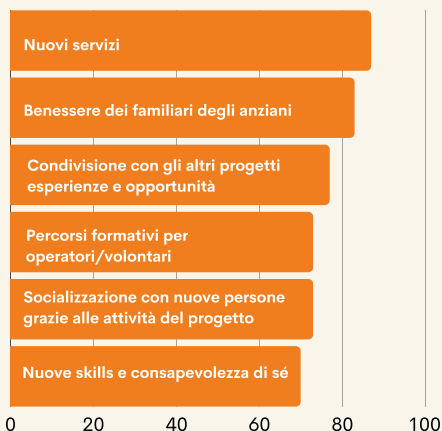 Nuovi servizi
Benessere dei familiari degli anziani
Condivisione con gli altri progetti
esperienze e opportunità
Percorsi formativi per
operatori/volontari
Socializzazione con nuove persone
grazie alle attività del progetto
Nuove skills e consapevolezza di sé
0 20 40 60 80 100